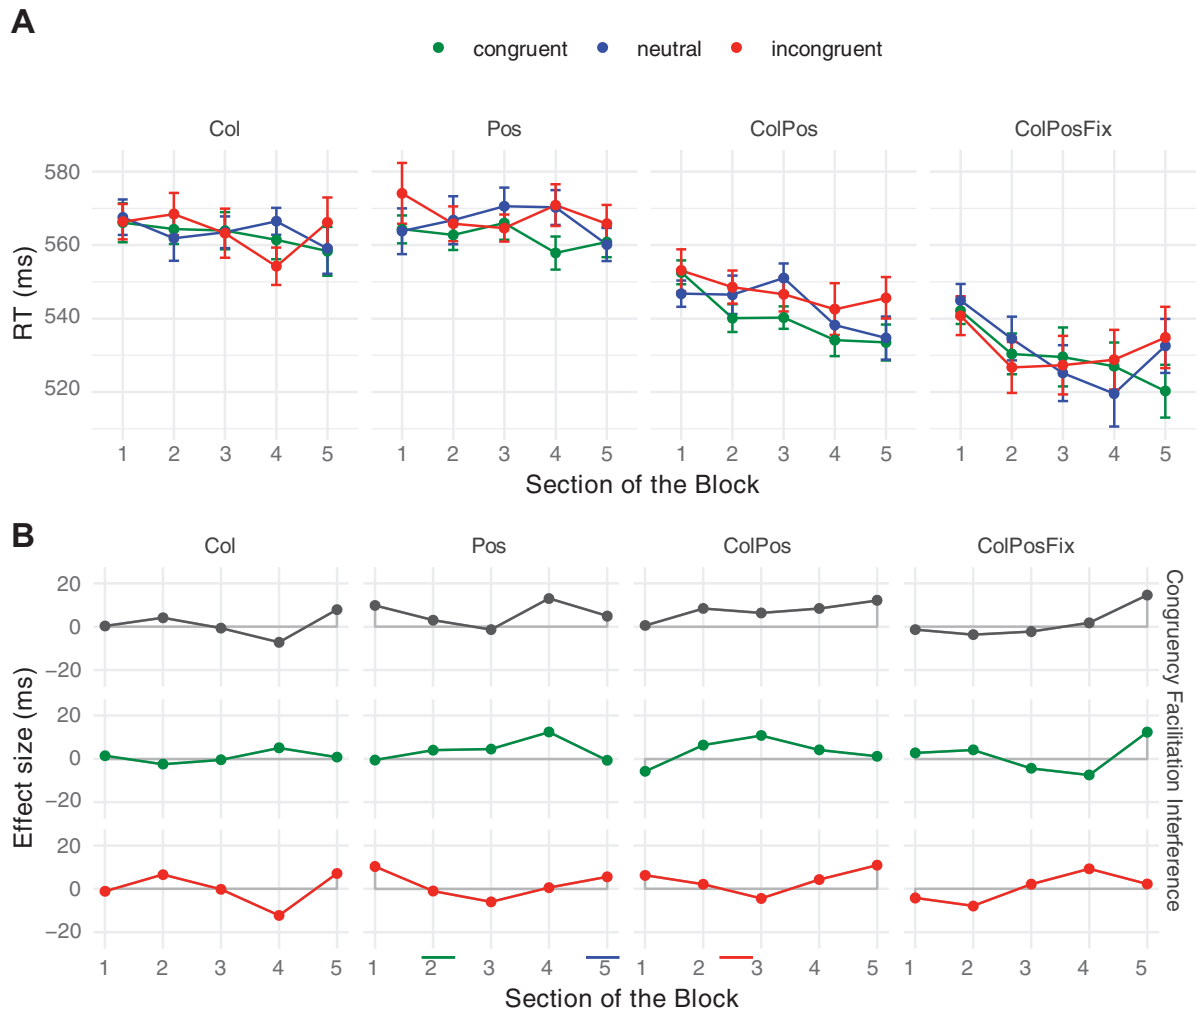 A
congruent neutral incongruent
Col Pos ColPos ColPosFix
580
560
540
520
RT (ms)
1 2 3 4 5 1 2 3 4 5 1 2 3 4 5 1 2 3 4 5
Section of the Block
B
Col Pos ColPos ColPosFix
20
0
−20
20
0
−20
20
0
−20
Effect size (ms)
Congruency Facilitation Interference
1 2 3 4 5 1 2 3 4 5 1 2 3 4 5 1 2 3 4 5
Section of the Block